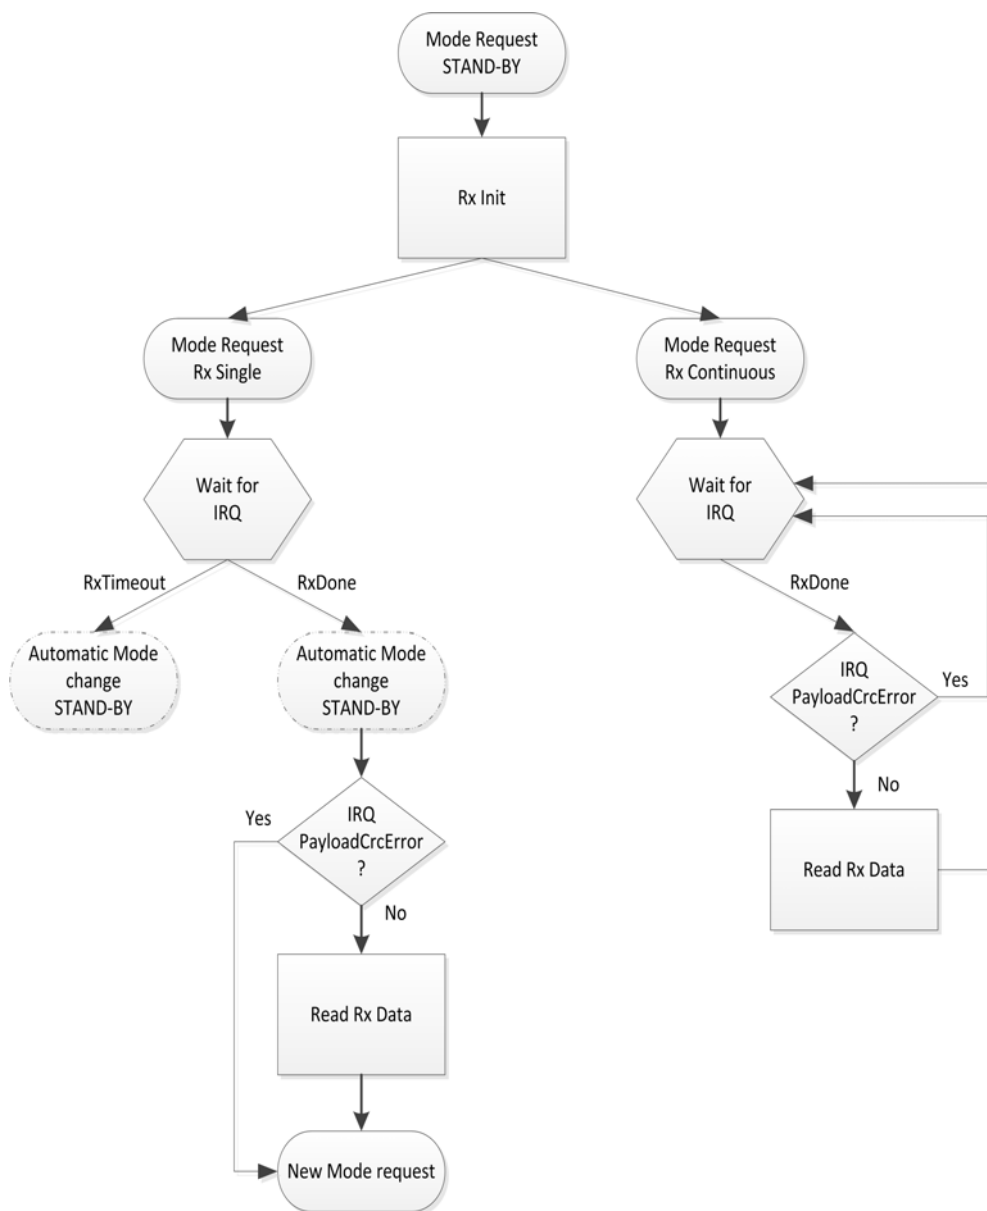 Mode Request
STAND-BY
Rx Init
Mode Request
Rx Single
Mode Request
Rx Continuous
Wait for
IRQ
Wait for
IRQ
RxTimeout
RxDone
RxDone
Automatic Mode
change
STAND-BY
Automatic Mode
change
STAND-BY
IRQ
PayloadCrcError
?
Yes
No
Read Rx Data
Yes
IRQ
PayloadCrcError
?
No
Read Rx Data
New Mode request